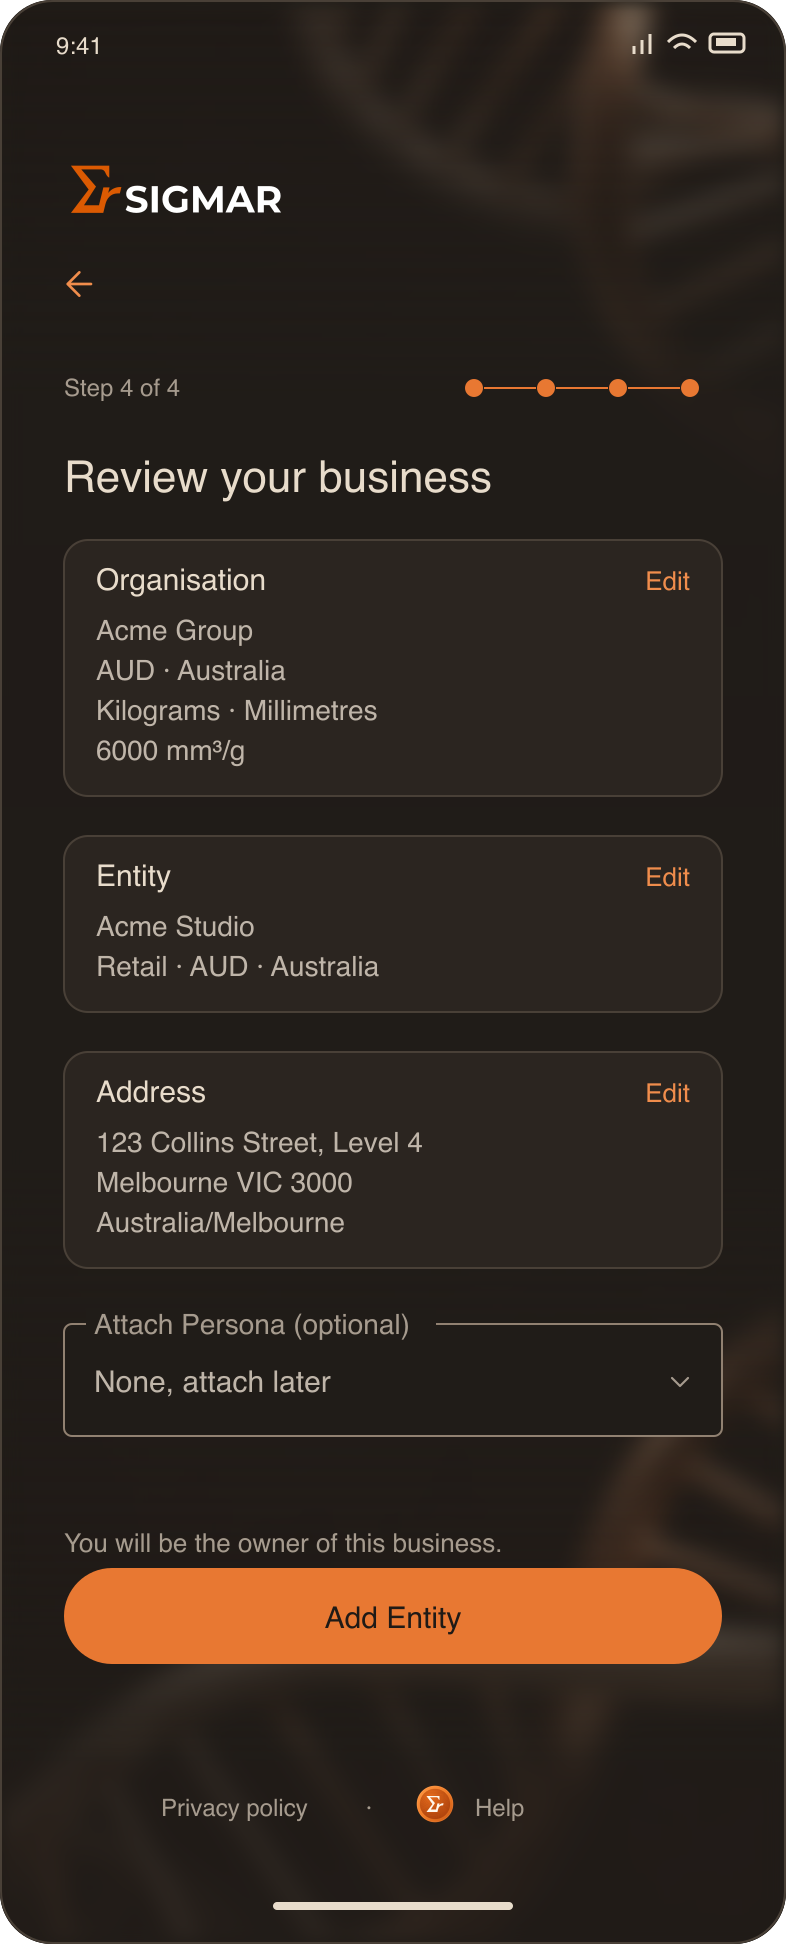 9:41
Σr SIGMAR
Step 4 of 4
Review your business
Organisation Edit
Acme Group
AUD · Australia
Kilograms · Millimetres
6000 mm³/g
Entity Edit
Acme Studio
Retail · AUD · Australia
Address Edit
123 Collins Street, Level 4
Melbourne VIC 3000
Australia/Melbourne
Attach Persona (optional)
None, attach later
You will be the owner of this business.
Add Entity
Privacy policy · Σr Help